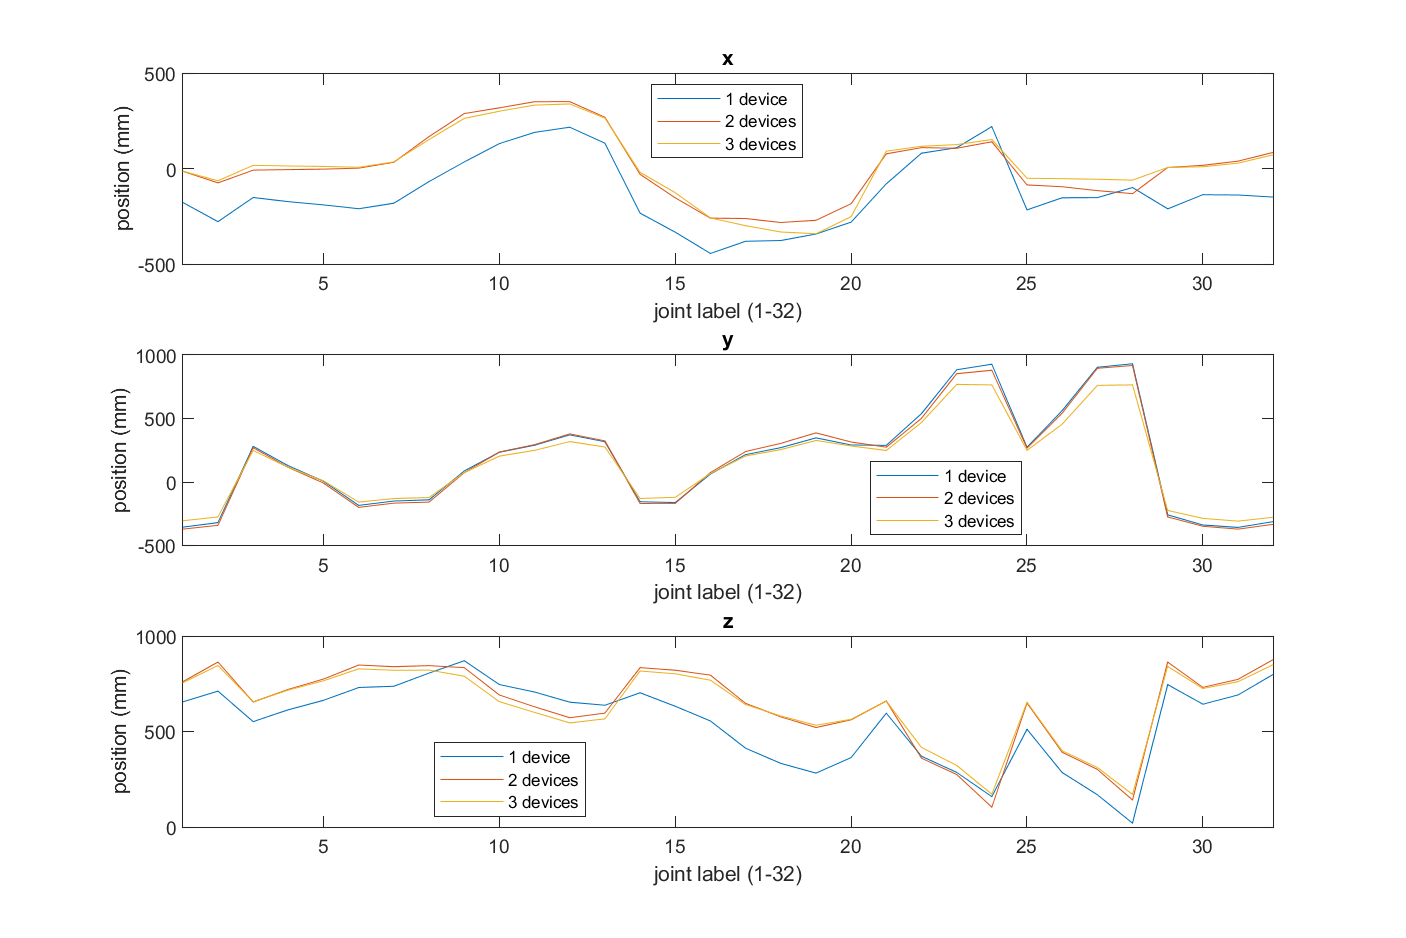 x
500
0
-500
position (mm)
1 device
2 devices
3 devices
5 10 15 20 25 30
joint label (1-32)
y
1000
500
0
-500
position (mm)
1 device
2 devices
3 devices
5 10 15 20 25 30
joint label (1-32)
z
1000
500
0
position (mm)
1 device
2 devices
3 devices
5 10 15 20 25 30
joint label (1-32)